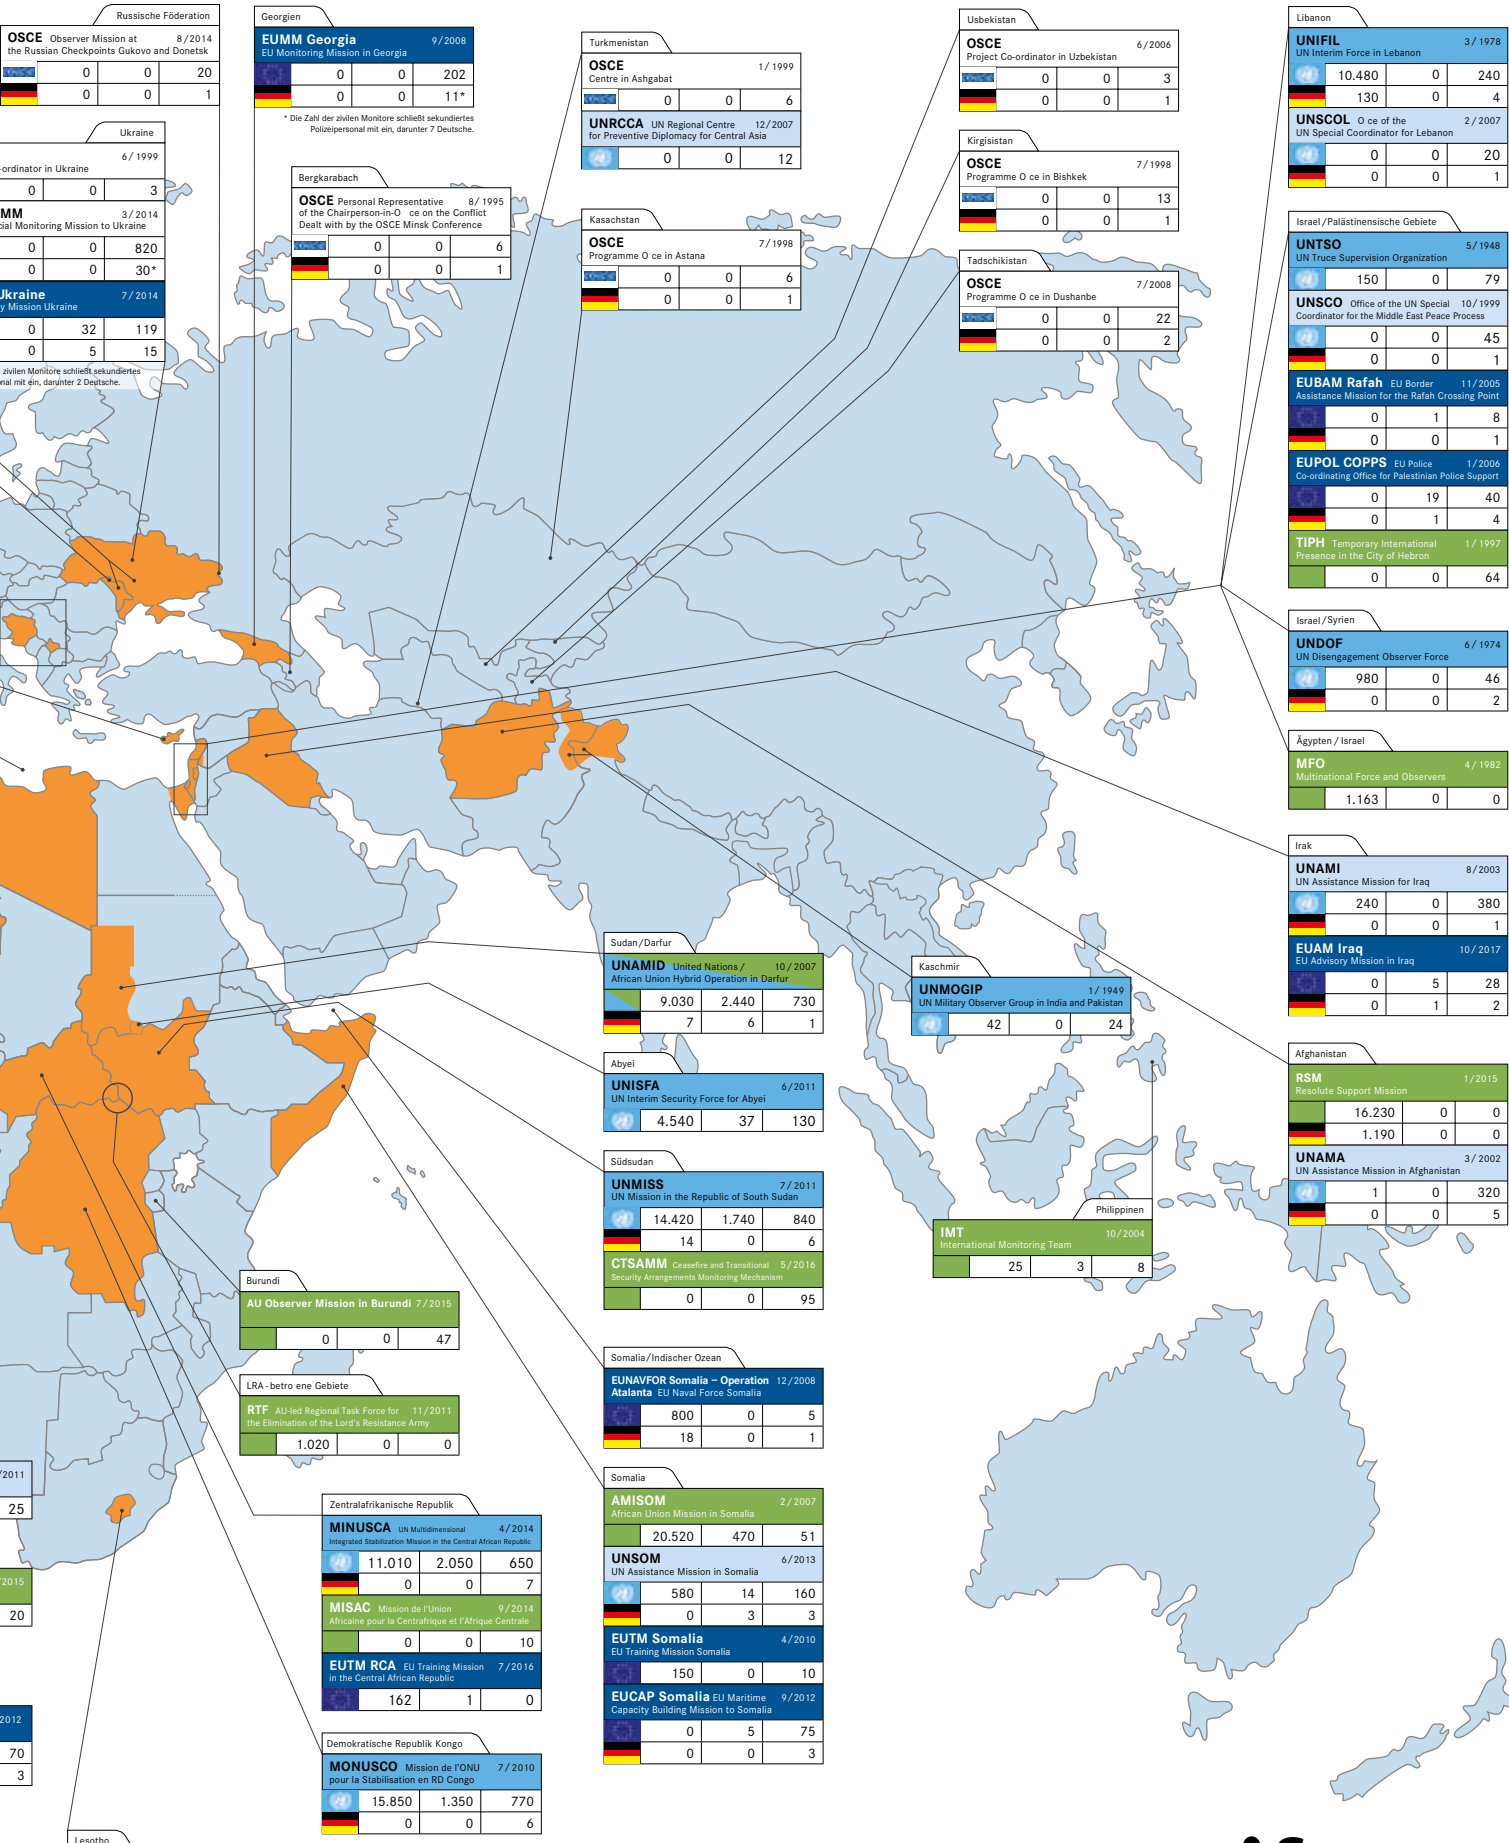 Russische Föderation
OSCE Observer Mission at 8/2014
the Russian Checkpoints Gukovo and Donetsk
0 0 20
0 0 1
Ukraine
6/1999
-ordinator in Ukraine
0 0 3
MM 3/2014
cial Monitoring Mission to Ukraine
0 0 820
0 0 30*
Ukraine 7/2014
y Mission Ukraine
0 32 119
0 5 15
zivilen Monitore schließt sekundiertes
onal mit ein, darunter 2 Deutsche.
Georgien
EUMM Georgia 9/2008
EU Monitoring Mission in Georgia
0 0 202
0 0 11*
* Die Zahl der zivilen Monitore schließt sekundiertes
Polizeipersonal mit ein, darunter 7 Deutsche.
Bergkarabach
OSCE Personal Representative 8/1995
of the Chairperson-in-O ce on the Conflict
Dealt with by the OSCE Minsk Conference
0 0 6
0 0 1
Turkmenistan
OSCE 1/1999
Centre in Ashgabat
0 0 6
UNRCCA UN Regional Centre 12/2007
for Preventive Diplomacy for Central Asia
0 0 12
Kasachstan
OSCE 7/1998
Programme O ce in Astana
0 0 6
0 0 1
Usbekistan
OSCE 6/2006
Project Co-ordinator in Uzbekistan
0 0 3
0 0 1
Kirgisistan
OSCE 7/1998
Programme O ce in Bishkek
0 0 13
0 0 1
Tadschikistan
OSCE 7/2008
Programme O ce in Dushanbe
0 0 22
0 0 2
Libanon
UNIFIL 3/1978
UN Interim Force in Lebanon
10.480 0 240
130 0 4
UNSCOL O ce of the 2/2007
UN Special Coordinator for Lebanon
0 0 20
0 0 1
Israel/Palästinensische Gebiete
UNTSO 5/1948
UN Truce Supervision Organization
150 0 79
UNSCO Office of the UN Special 10/1999
Coordinator for the Middle East Peace Process
0 0 45
0 0 1
EUBAM Rafah EU Border 11/2005
Assistance Mission for the Rafah Crossing Point
0 1 8
0 0 1
EUPOL COPPS EU Police 1/2006
Co-ordinating Office for Palestinian Police Support
0 19 40
0 1 4
TIPH Temporary International 1/1997
Presence in the City of Hebron
0 0 64
Israel/Syrien
UNDOF 6/1974
UN Disengagement Observer Force
980 0 46
0 0 2
Ägypten/Israel
MFO 4/1982
Multinational Force and Observers
1.163 0 0
Irak
UNAMI 8/2003
UN Assistance Mission for Iraq
240 0 380
0 0 1
EUAM Iraq 10/2017
EU Advisory Mission in Iraq
0 5 28
0 1 2
Afghanistan
RSM 1/2015
Resolute Support Mission
16.230 0 0
1.190 0 0
UNAMA 3/2002
UN Assistance Mission in Afghanistan
1 0 320
0 0 5
Sudan/Darfur
UNAMID United Nations/ 10/2007
African Union Hybrid Operation in Darfur
9.030 2.440 730
7 6 1
Kaschmir
UNMOGIP 1/1949
UN Military Observer Group in India and Pakistan
42 0 24
Abyei
UNISFA 6/2011
UN Interim Security Force for Abyei
4.540 37 130
Südsudan
UNMISS 7/2011
UN Mission in the Republic of South Sudan
14.420 1.740 840
14 0 6
CTSAMM Ceasefire and Transitional 5/2016
Security Arrangements Monitoring Mechanism
0 0 95
Philippinen
IMT 10/2004
International Monitoring Team
25 3 8
Burundi
AU Observer Mission in Burundi 7/2015
0 0 47
LRA-betro ene Gebiete
RTF AU-led Regional Task Force for 11/2011
the Elimination of the Lord's Resistance Army
1.020 0 0
Somalia/Indischer Ozean
EUNAVFOR Somalia – Operation 12/2008
Atalanta EU Naval Force Somalia
800 0 5
18 0 1
Somalia
AMISOM 2/2007
African Union Mission in Somalia
20.520 470 51
UNSOM 6/2013
UN Assistance Mission in Somalia
580 14 160
0 3 3
EUTM Somalia 4/2010
EU Training Mission Somalia
150 0 10
EUCAP Somalia EU Maritime 9/2012
Capacity Building Mission to Somalia
0 5 75
0 0 3
Zentralafrikanische Republik
MINUSCA UN Multidimensional 4/2014
Integrated Stabilization Mission in the Central African Republic
11.010 2.050 650
0 0 7
MISAC Mission de l'Union 9/2014
Africaine pour la Centrafrique et l'Afrique Centrale
0 0 10
EUTM RCA EU Training Mission 7/2016
in the Central African Republic
162 1 0
Demokratische Republik Kongo
MONUSCO Mission de l'ONU 7/2010
pour la Stabilisation en RD Congo
15.850 1.350 770
0 0 6
/2011
25
/2015
20
2012
70
3
Lesotho